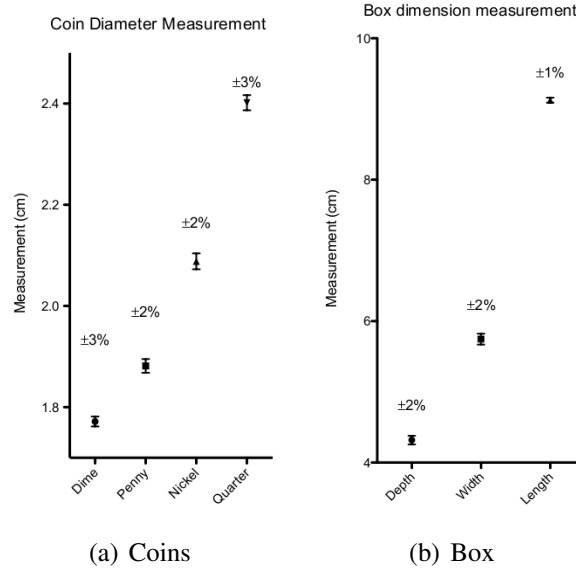 Coin Diameter Measurement
Measurement (cm)
2.4
2.2
2.0
1.8
±3%
±2%
±2%
±3%
Dime
Penny
Nickel
Quarter
(a) Coins
Box dimension measurement
Measurement (cm)
10
8
6
4
±2%
±2%
±1%
Depth
Width
Length
(b) Box